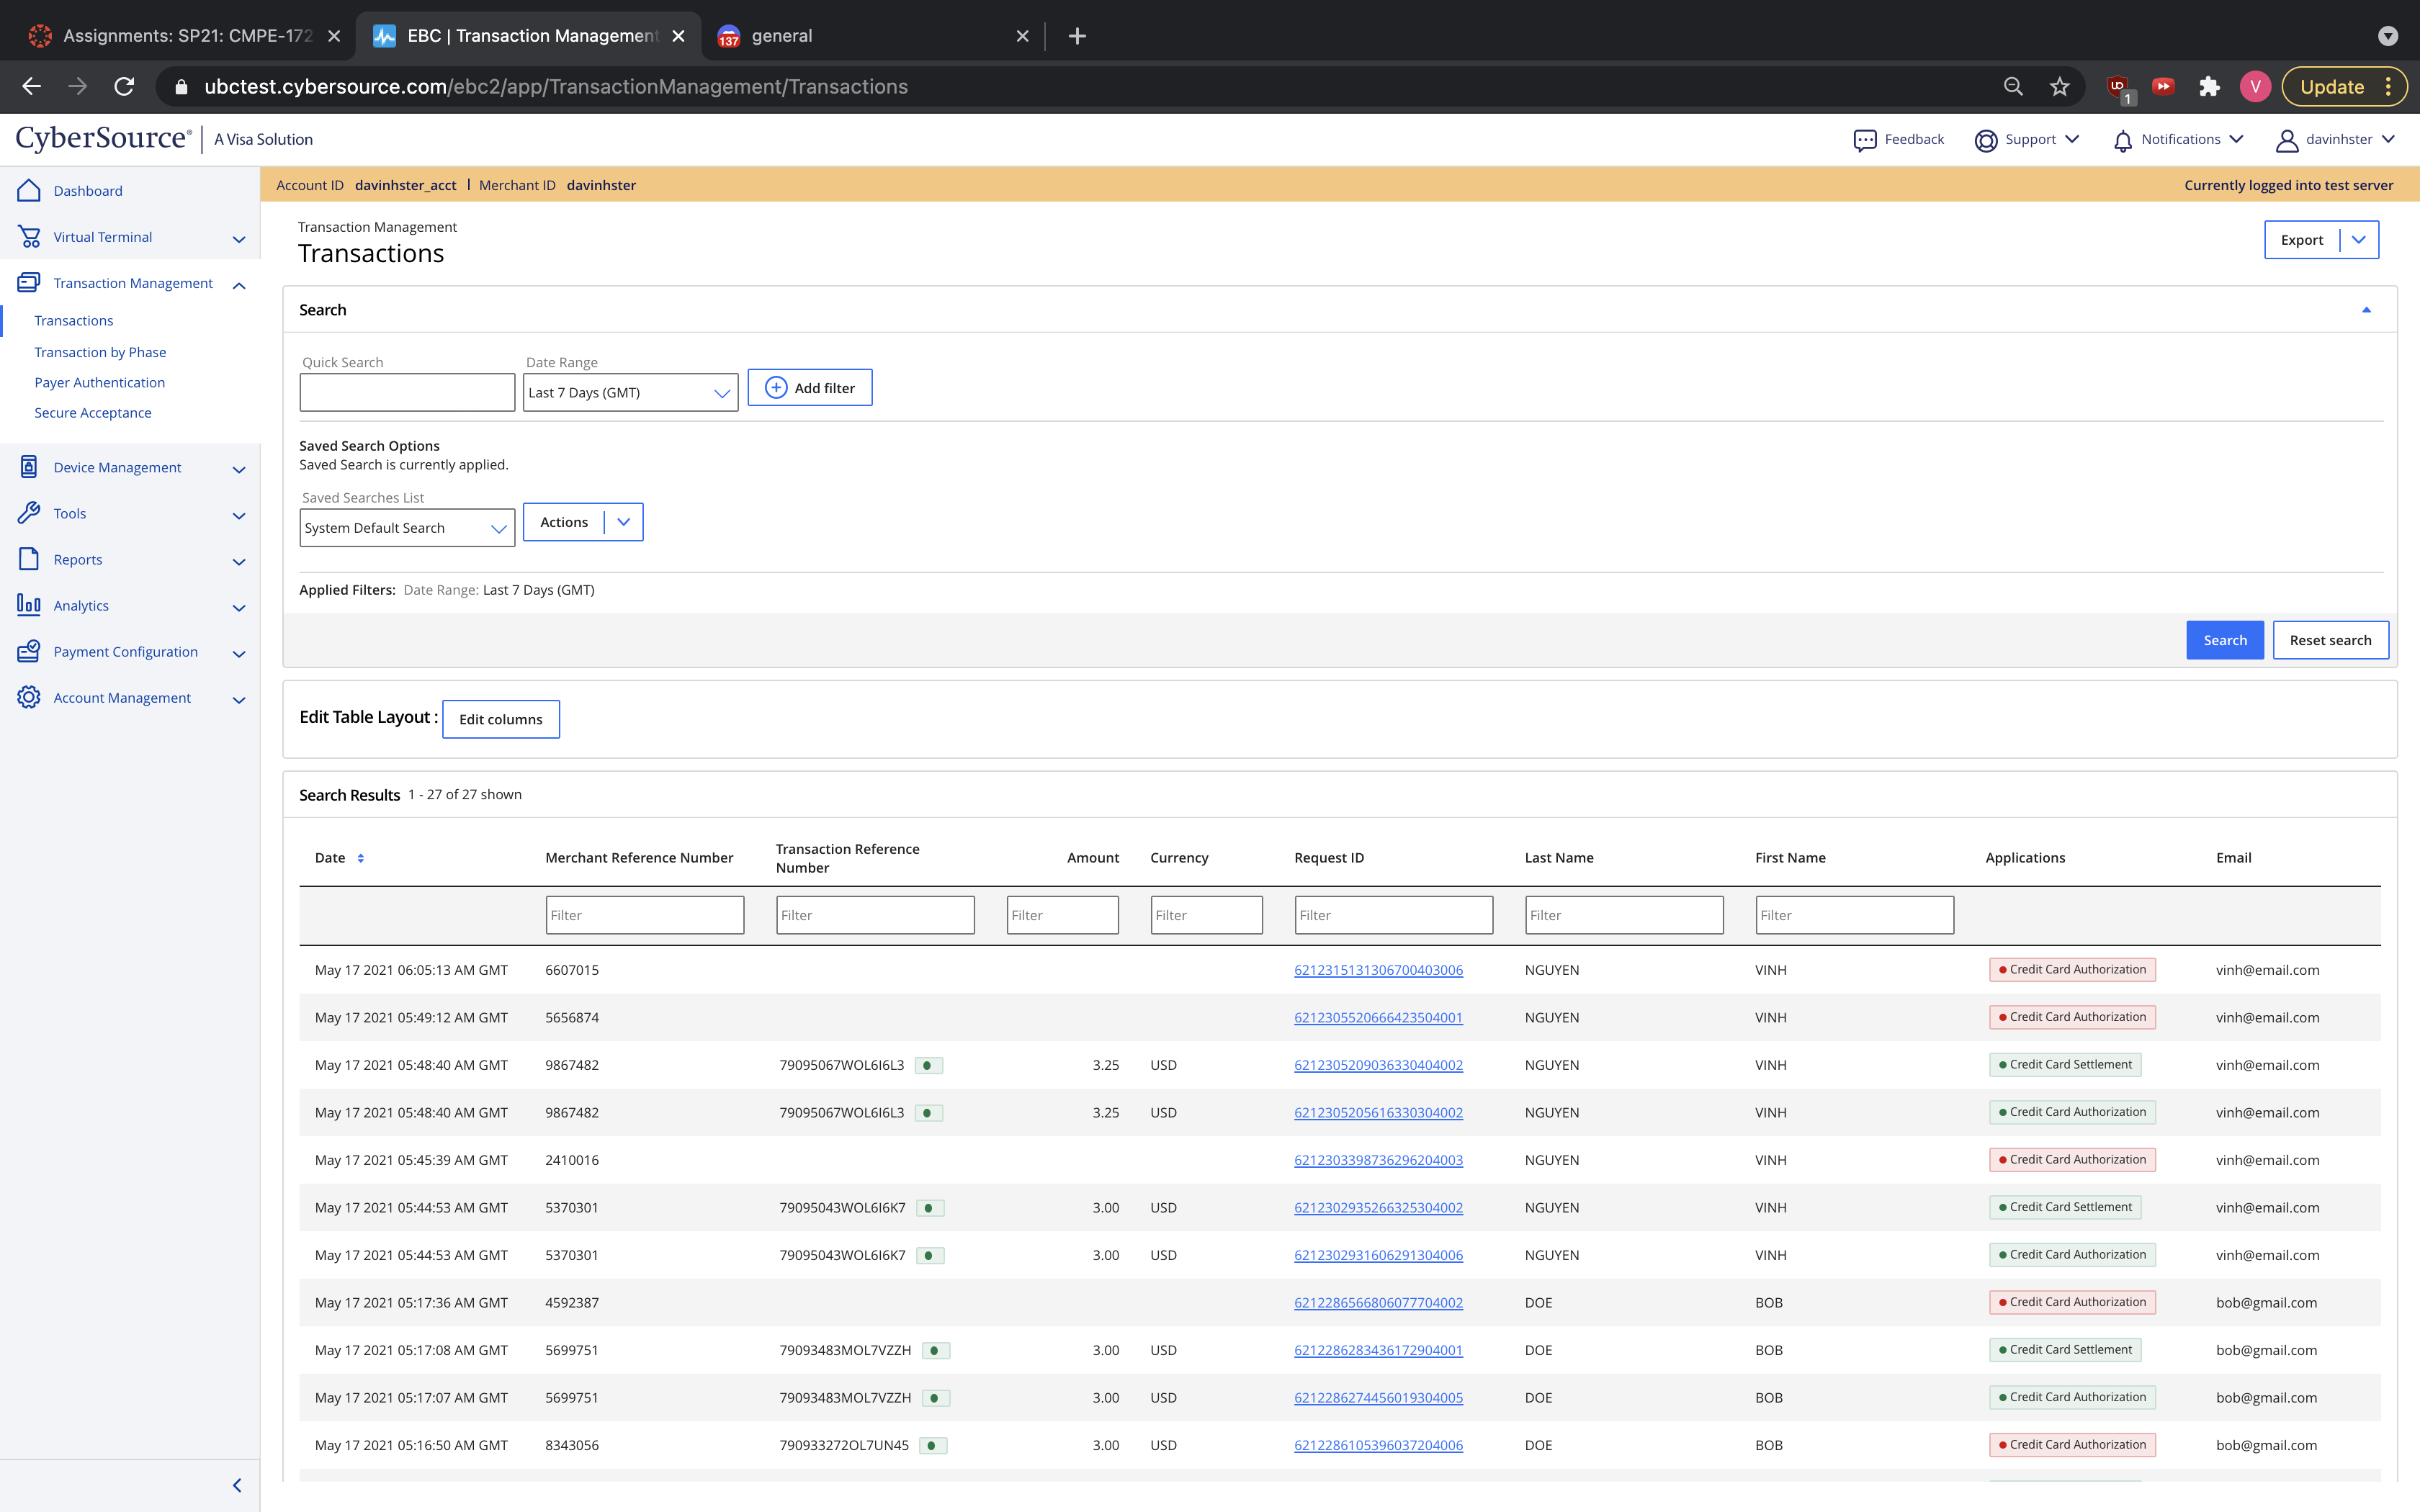 Assignments: SP21: CMPE-172
EBC | Transaction Management
137
general
ubctest.cybersource.com/ebc2/app/TransactionManagement/Transactions
1
V
Update
CyberSource® | A Visa Solution
Feedback
Support
Notifications
davinhster
Dashboard
Virtual Terminal
Transaction Management
Transactions
Transaction by Phase
Payer Authentication
Secure Acceptance
Device Management
Tools
Reports
Analytics
Payment Configuration
Account Management
Account ID davinhster_acct | Merchant ID davinhster
Currently logged into test server
Transaction Management
Transactions
Export
Search
Quick Search
Date Range
Last 7 Days (GMT)
Add filter
Saved Search Options
Saved Search is currently applied.
Saved Searches List
System Default Search
Actions
Applied Filters: Date Range: Last 7 Days (GMT)
Search
Reset search
Edit Table Layout : Edit columns
Search Results 1 - 27 of 27 shown
Date Merchant Reference Number Transaction Reference Number Amount Currency Request ID Last Name First Name Applications Email
Filter Filter Filter Filter Filter Filter Filter
May 17 2021 06:05:13 AM GMT 6607015 6212315131306700403006 NGUYEN VINH Credit Card Authorization vinh@email.com
May 17 2021 05:49:12 AM GMT 5656874 6212305520666423504001 NGUYEN VINH Credit Card Authorization vinh@email.com
May 17 2021 05:48:40 AM GMT 9867482 79095067WOL6I6L3 3.25 USD 6212305209036330404002 NGUYEN VINH Credit Card Settlement vinh@email.com
May 17 2021 05:48:40 AM GMT 9867482 79095067WOL6I6L3 3.25 USD 6212305205616330304002 NGUYEN VINH Credit Card Authorization vinh@email.com
May 17 2021 05:45:39 AM GMT 2410016 6212303398736296204003 NGUYEN VINH Credit Card Authorization vinh@email.com
May 17 2021 05:44:53 AM GMT 5370301 79095043WOL6I6K7 3.00 USD 6212302935266325304002 NGUYEN VINH Credit Card Settlement vinh@email.com
May 17 2021 05:44:53 AM GMT 5370301 79095043WOL6I6K7 3.00 USD 6212302931606291304006 NGUYEN VINH Credit Card Authorization vinh@email.com
May 17 2021 05:17:36 AM GMT 4592387 6212286566806077704002 DOE BOB Credit Card Authorization bob@gmail.com
May 17 2021 05:17:08 AM GMT 5699751 79093483MOL7VZZH 3.00 USD 6212286283436172904001 DOE BOB Credit Card Settlement bob@gmail.com
May 17 2021 05:17:07 AM GMT 5699751 79093483MOL7VZZH 3.00 USD 6212286274456019304005 DOE BOB Credit Card Authorization bob@gmail.com
May 17 2021 05:16:50 AM GMT 8343056 790933272OL7UN45 3.00 USD 6212286105396037204006 DOE BOB Credit Card Authorization bob@gmail.com